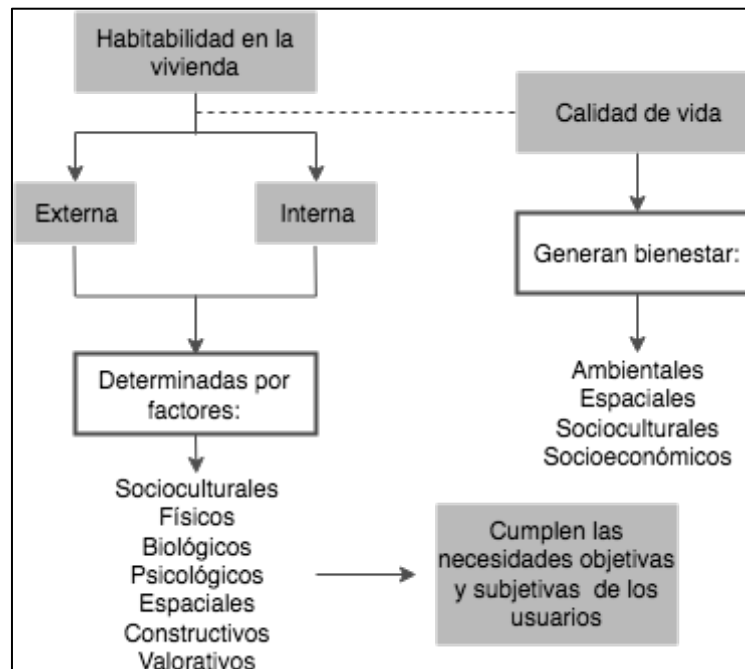 Habitabilidad en la
vivienda
Calidad de vida
Externa
Interna
Generan bienestar:
Determinadas por
factores:
Ambientales
Espaciales
Socioculturales
Socioeconómicos
Socioculturales
Físicos
Biológicos
Psicológicos
Espaciales
Constructivos
Valorativos
Cumplen las
necesidades objetivas
y subjetivas de los
usuarios